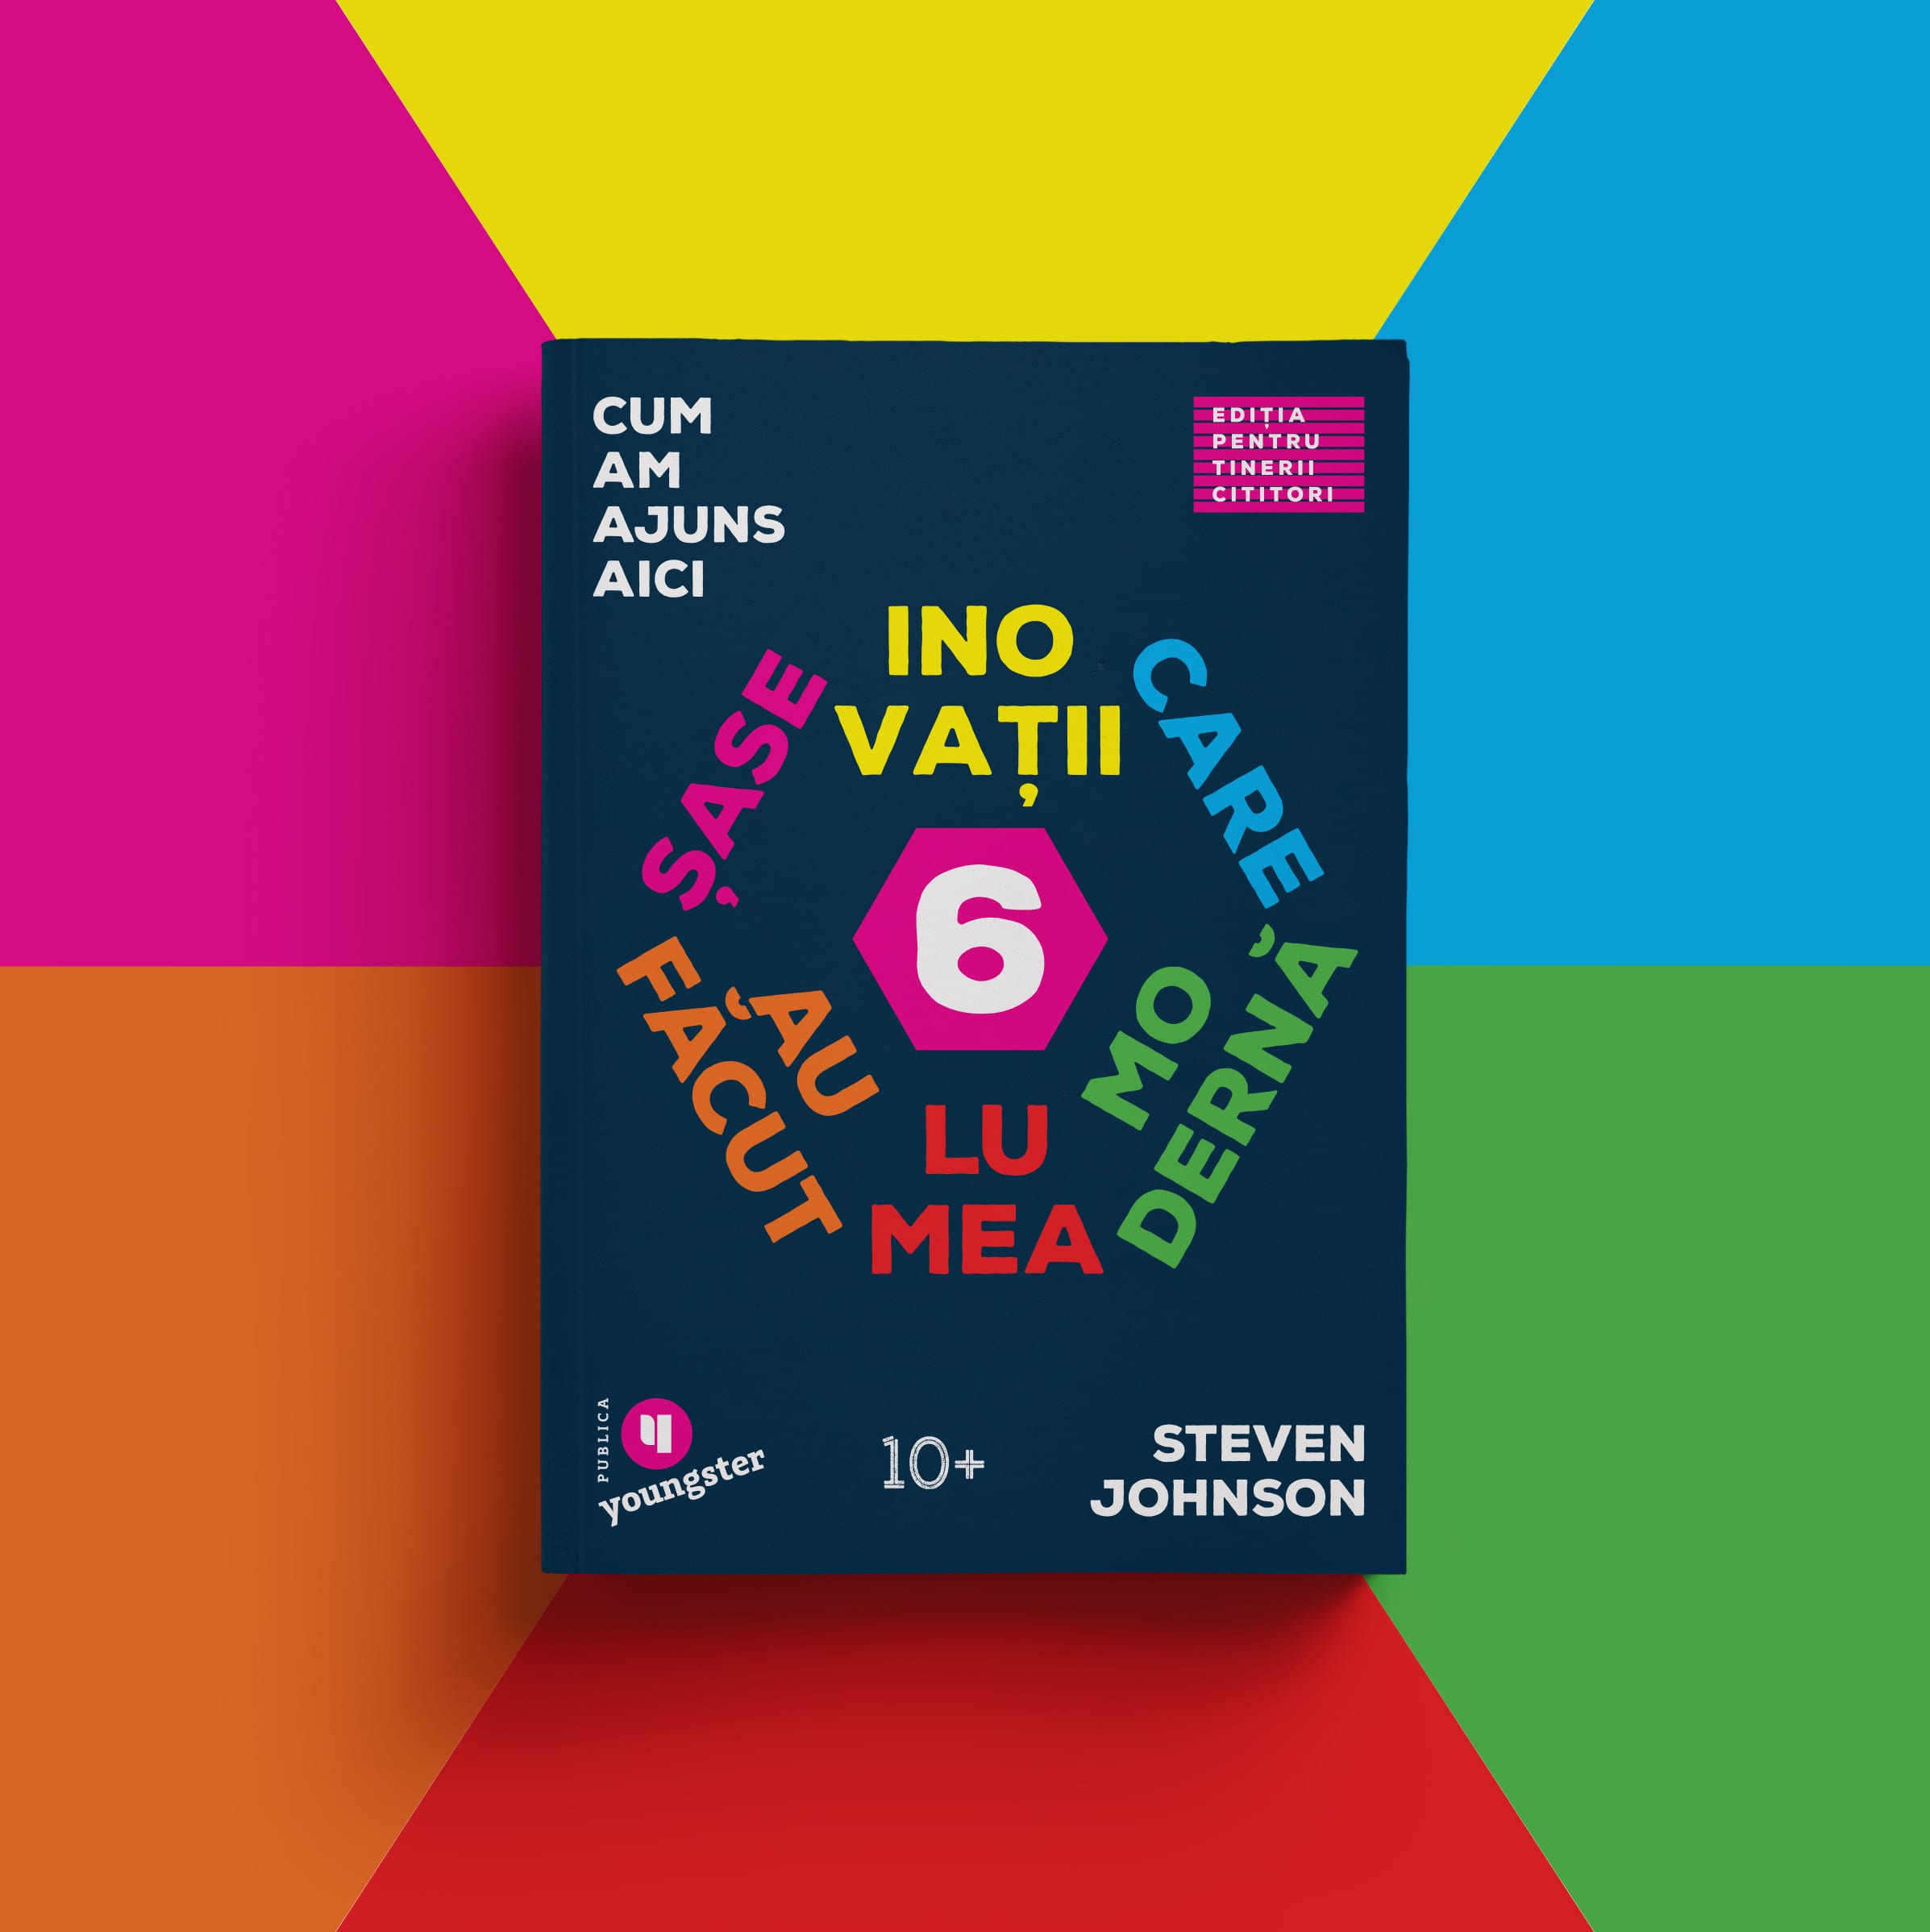 CUM
AM
AJUNS
AICI
EDIȚIA
PENTRU
TINERII
CITITORI
ȘASE
INO
VAȚII
CARE
6
AU
FĂCUT
LU
MEA
MO
DERNĂ
PUBLICA
youngster
10+
STEVEN
JOHNSON